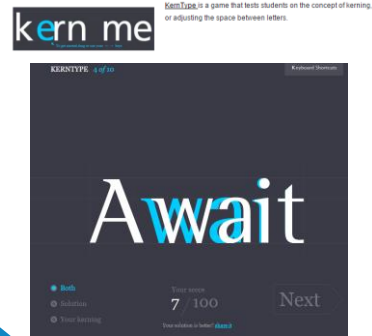 kern me
KernType is a game that tests students on the concept of kerning,
or adjusting the space between letters.
KERNTYPE 4 of 10
Keyboard Shortcuts
Await
Both
Solution
Your kerning
Your score
7/100
Next
Your solution is better? share it